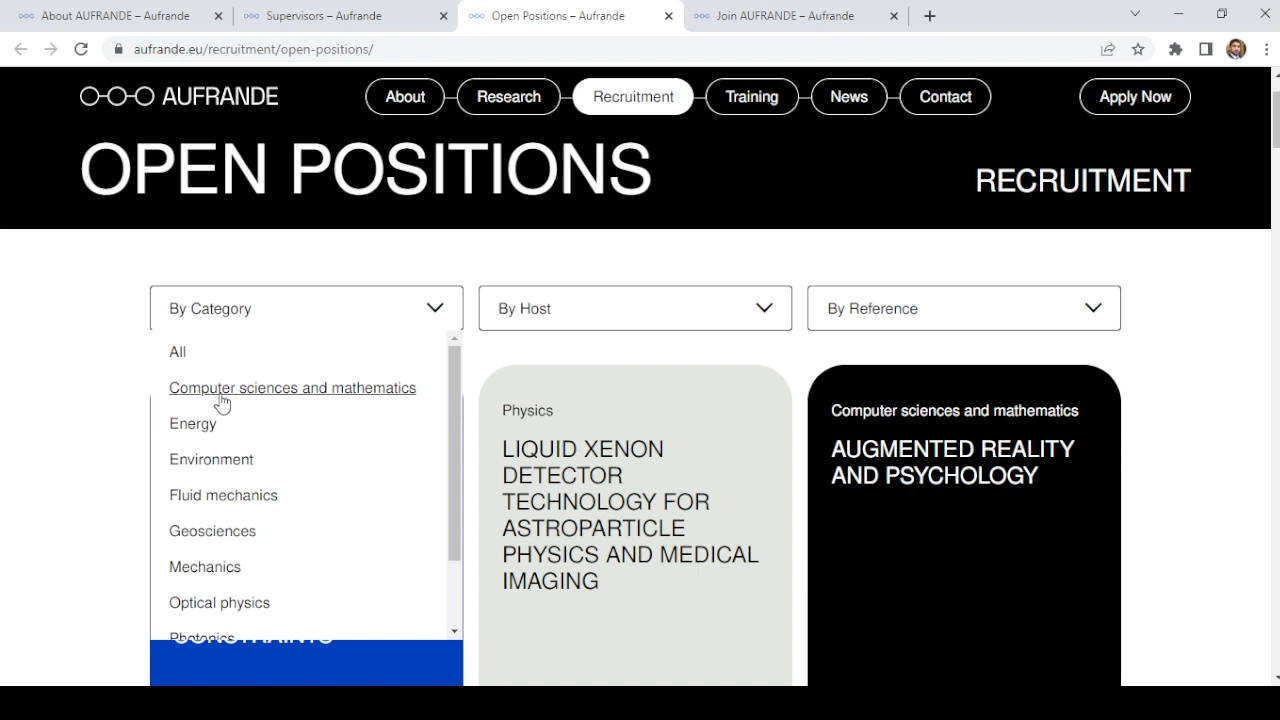 About AUFRANDE – Aufrande
Supervisors – Aufrande
Open Positions – Aufrande
Join AUFRANDE – Aufrande
aufrande.eu/recruitment/open-positions/
AUFRANDE
About
Research
Recruitment
Training
News
Contact
Apply Now
OPEN POSITIONS
RECRUITMENT
By Category
By Host
By Reference
All
Computer sciences and mathematics
Energy
Environment
Fluid mechanics
Geosciences
Mechanics
Optical physics
Photonics
CONSTRAINTS
Physics
LIQUID XENON
DETECTOR
TECHNOLOGY FOR
ASTROPARTICLE
PHYSICS AND MEDICAL
IMAGING
Computer sciences and mathematics
AUGMENTED REALITY
AND PSYCHOLOGY